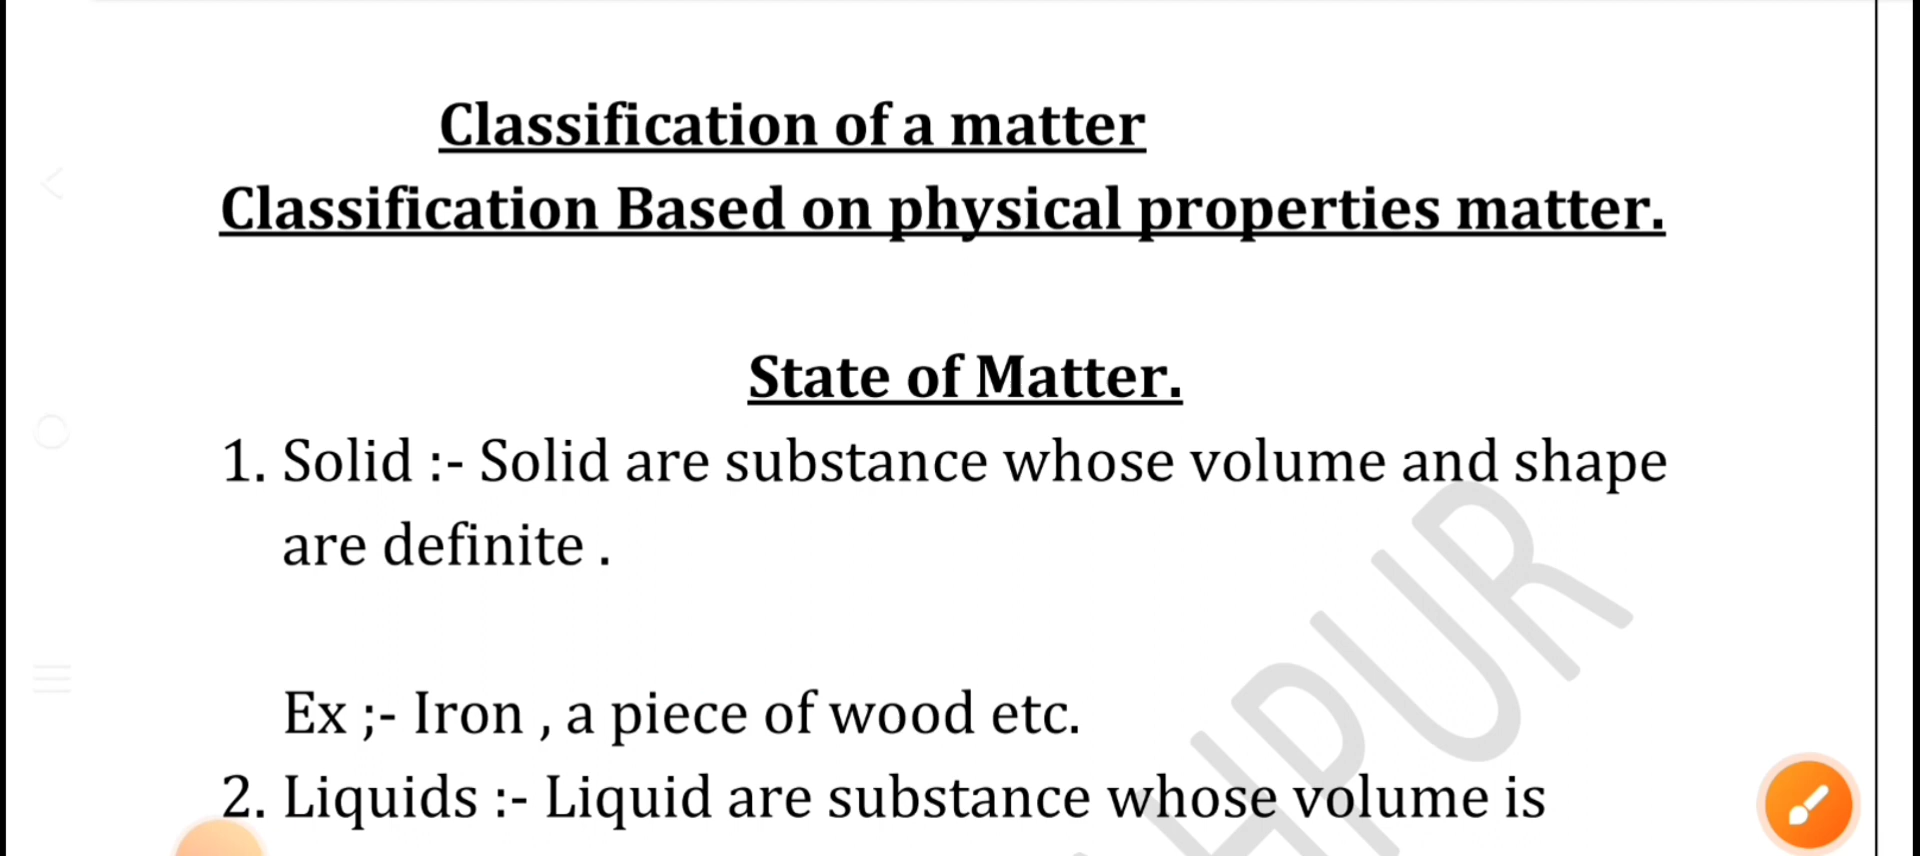 Classification of a matter
Classification Based on physical properties matter.
State of Matter.
1. Solid :- Solid are substance whose volume and shape
are definite .
Ex ;- Iron , a piece of wood etc.
2. Liquids :- Liquid are substance whose volume is
HPUR